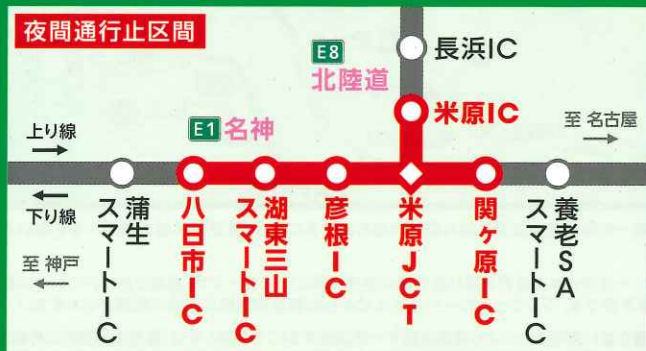 夜間通行止区間
長浜IC
E8
北陸道
米原IC
至 名古屋
E1 名神
上り線
下り線
至 神戸
蒲生
スマートIC
八日市IC
湖東三山
スマートIC
彦根IC
米原JCT
関ヶ原IC
養老SA
スマートIC